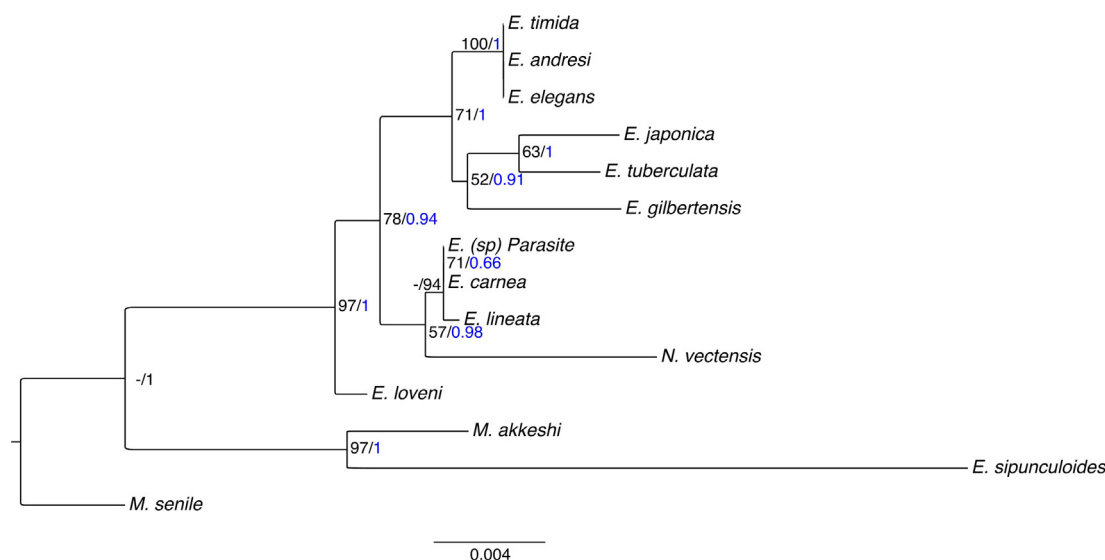 E. timida
100/1
E. andresi
E. elegans
71/1
E. japonica
63/1
E. tuberculata
52/0.91
E. gilbertensis
78/0.94
E. (sp) Parasite
71/0.66
-/94
E. carnea
97/1
E. lineata
57/0.98
N. vectensis
-/1
E. loveni
M. akkeshi
97/1
E. sipunculoides
M. senile
0.004